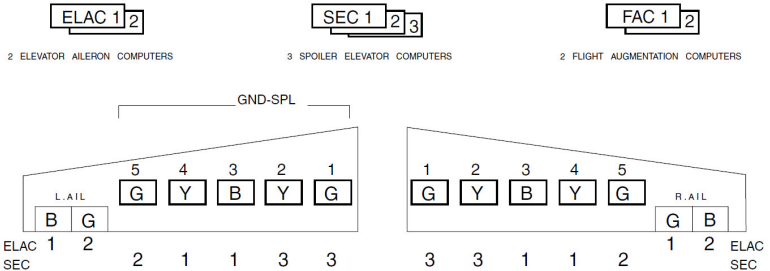 ELAC 1 2 SEC 1 2 3 FAC 1 2
2 ELEVATOR AILERON COMPUTERS 3 SPOILER ELEVATOR COMPUTERS 2 FLIGHT AUGMENTATION COMPUTERS
GND-SPL
5 4 3 2 1 1 2 3 4 5
G Y B Y G G Y B Y G
L.AIL R.AIL
B G G B
ELAC 1 2 1 2 ELAC
SEC 2 1 1 3 3 3 3 1 1 2 SEC